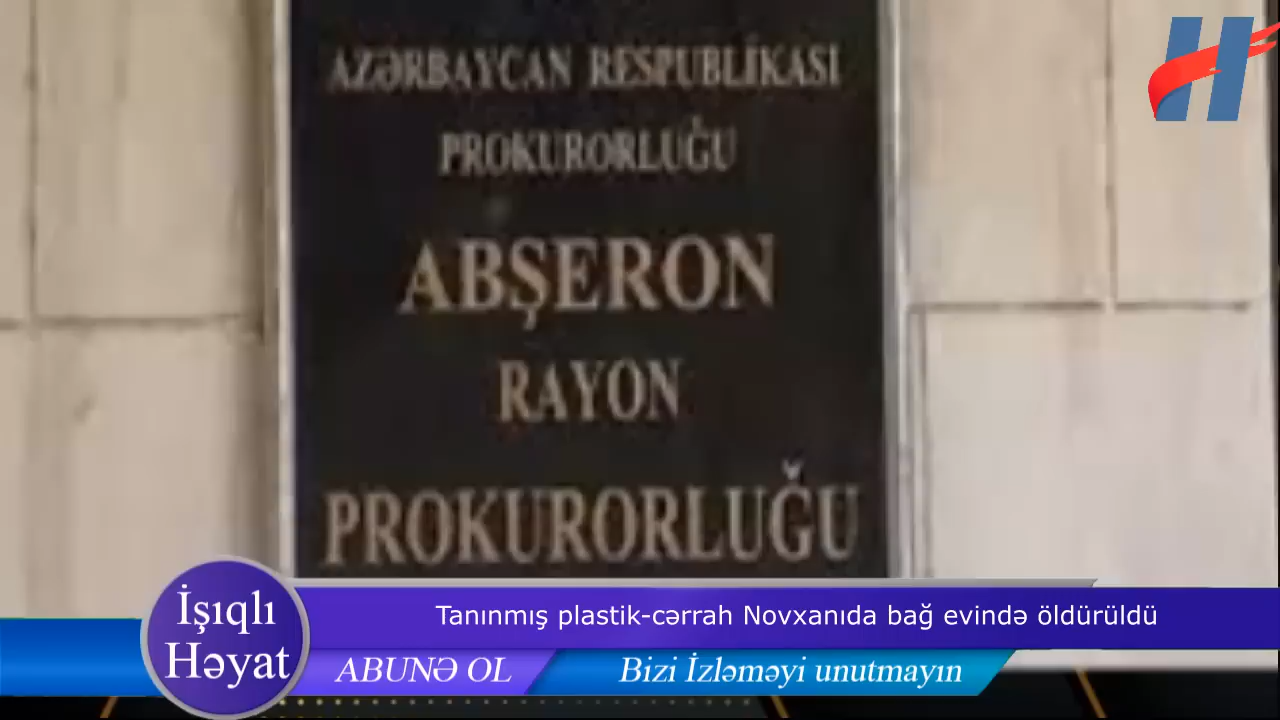 AZƏRBAYCAN RESPUBLİKASI
PROKURORLUĞU
ABŞERON
RAYON
PROKURORLUĞU
İşıqlı
Həyat
Tanınmış plastik-cərrah Novxanıda bağ evində öldürüldü
ABUNƏ OL
Bizi İzləməyi unutmayın
H